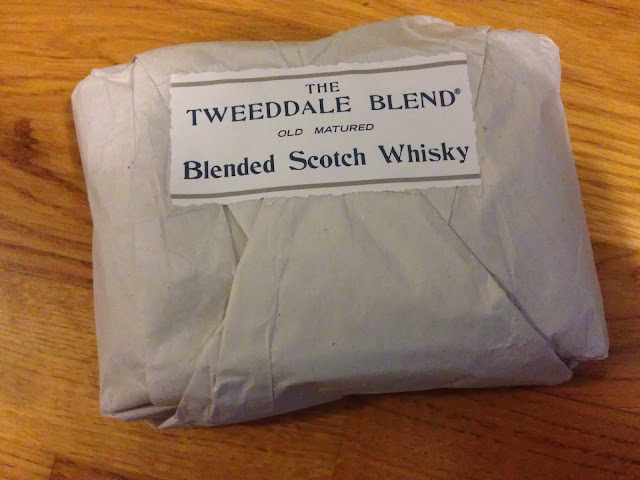 THE
TWEEDDALE BLEND®
OLD MATURED
Blended Scotch Whisky